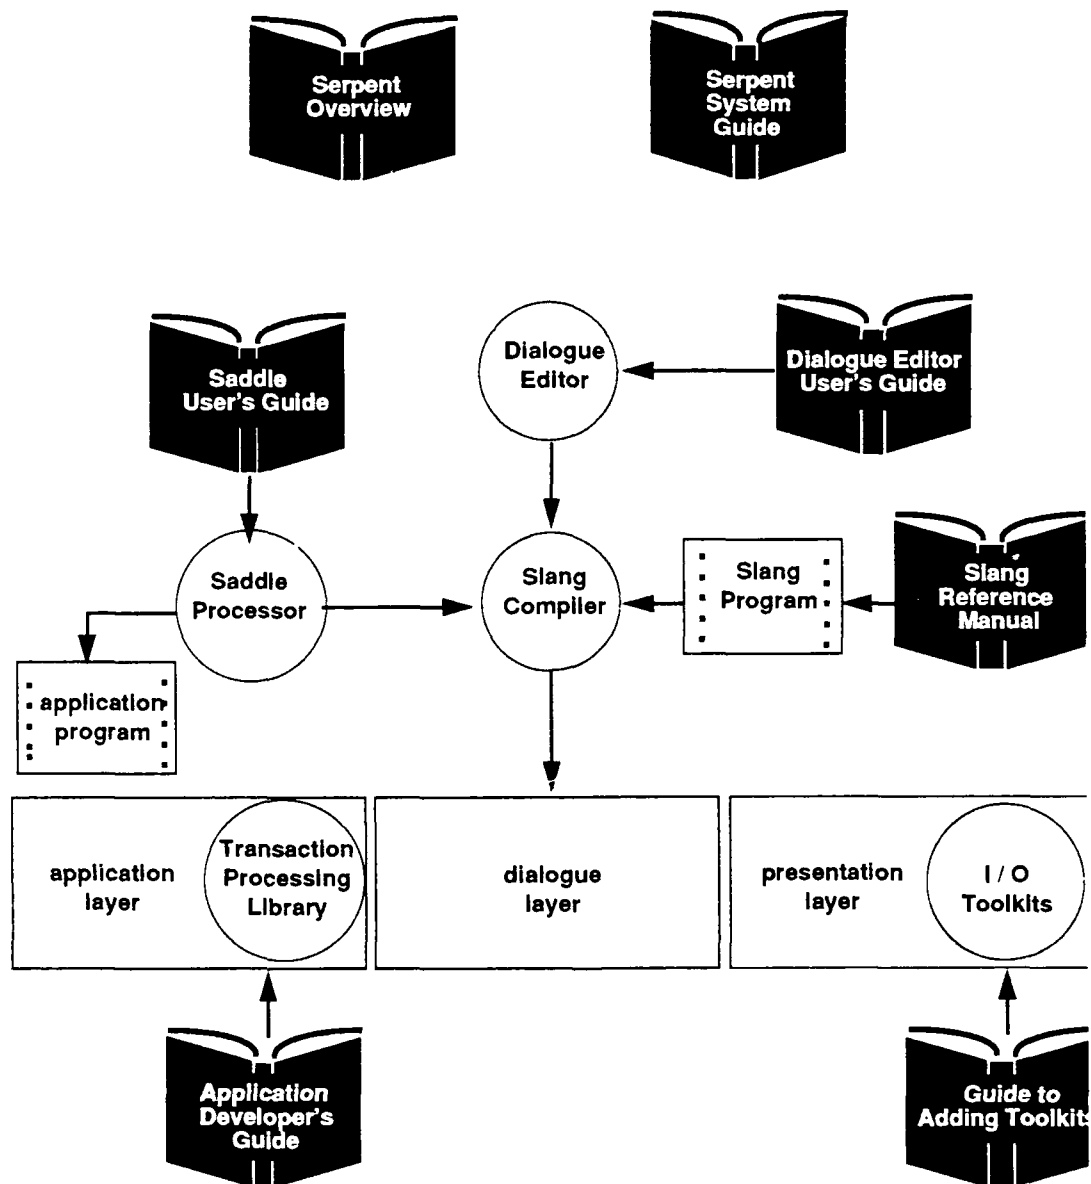 Serpent
Overview
Serpent
System
Guide
Saddle
User's Guide
Dialogue
Editor
Dialogue Editor
User's Guide
Saddle
Processor
Slang
Compiler
Slang
Program
Slang
Reference
Manual
application
program
application
layer
Transaction
Processing
Library
dialogue
layer
presentation
layer
I / O
Toolkits
Application
Developer's
Guide
Guide to
Adding Toolkits